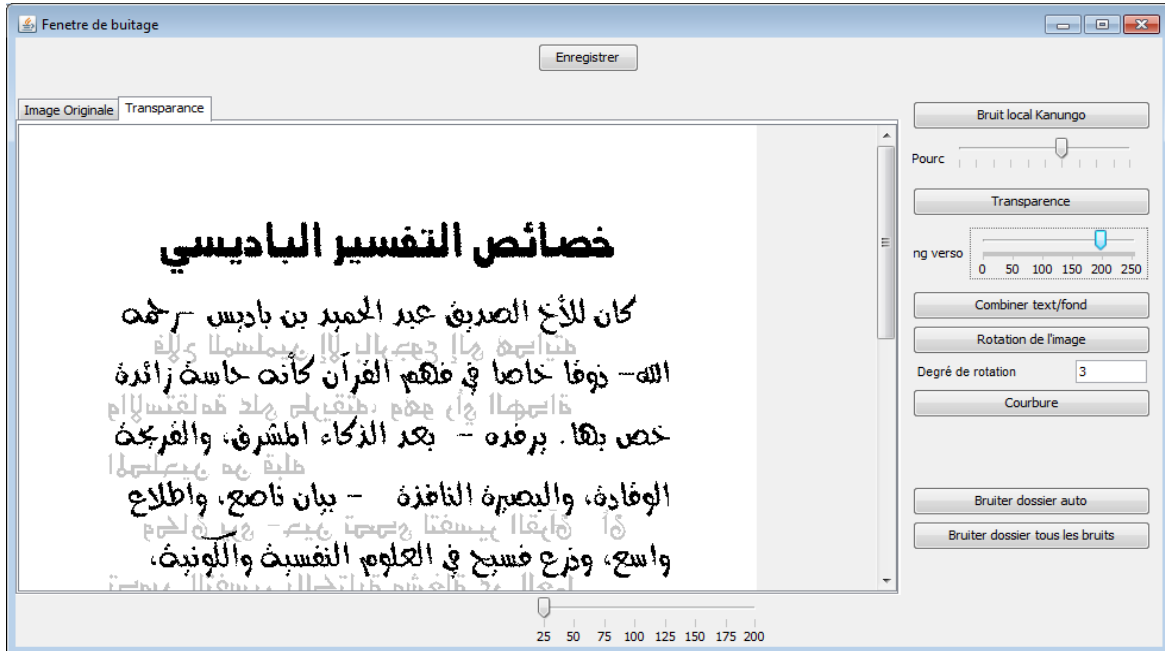 Fenetre de buitage
Enregistrer
Image Originale
Transparance
خصائص التفسير الباديسي
كان للأخ الصديق عبد الحميد بن باديس -رحمه
الله- ذوقا خاصا في فهم القرآن كأنه حاسة زائدة
خص بها. يرفده - بعد الذكاء المشرق، والقريحة
الوقادة، والبصيرة النافذة - بيان ناصع، واطلاع
واسع، وذرع فسيح في العلوم النفسية والكونية،
Bruit local Kanungo
Pourc
Transparence
ng verso
0 50 100 150 200 250
Combiner text/fond
Rotation de l'image
Degré de rotation 3
Courbure
Bruiter dossier auto
Bruiter dossier tous les bruits
25 50 75 100 125 150 175 200